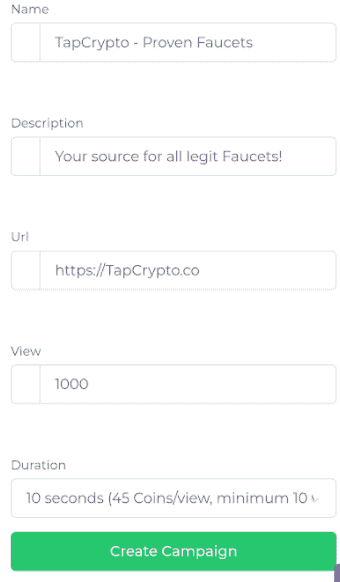 Name
TapCrypto - Proven Faucets
Description
Your source for all legit Faucets!
Url
https://TapCrypto.co
View
1000
Duration
10 seconds (45 Coins/view, minimum 10
Create Campaign